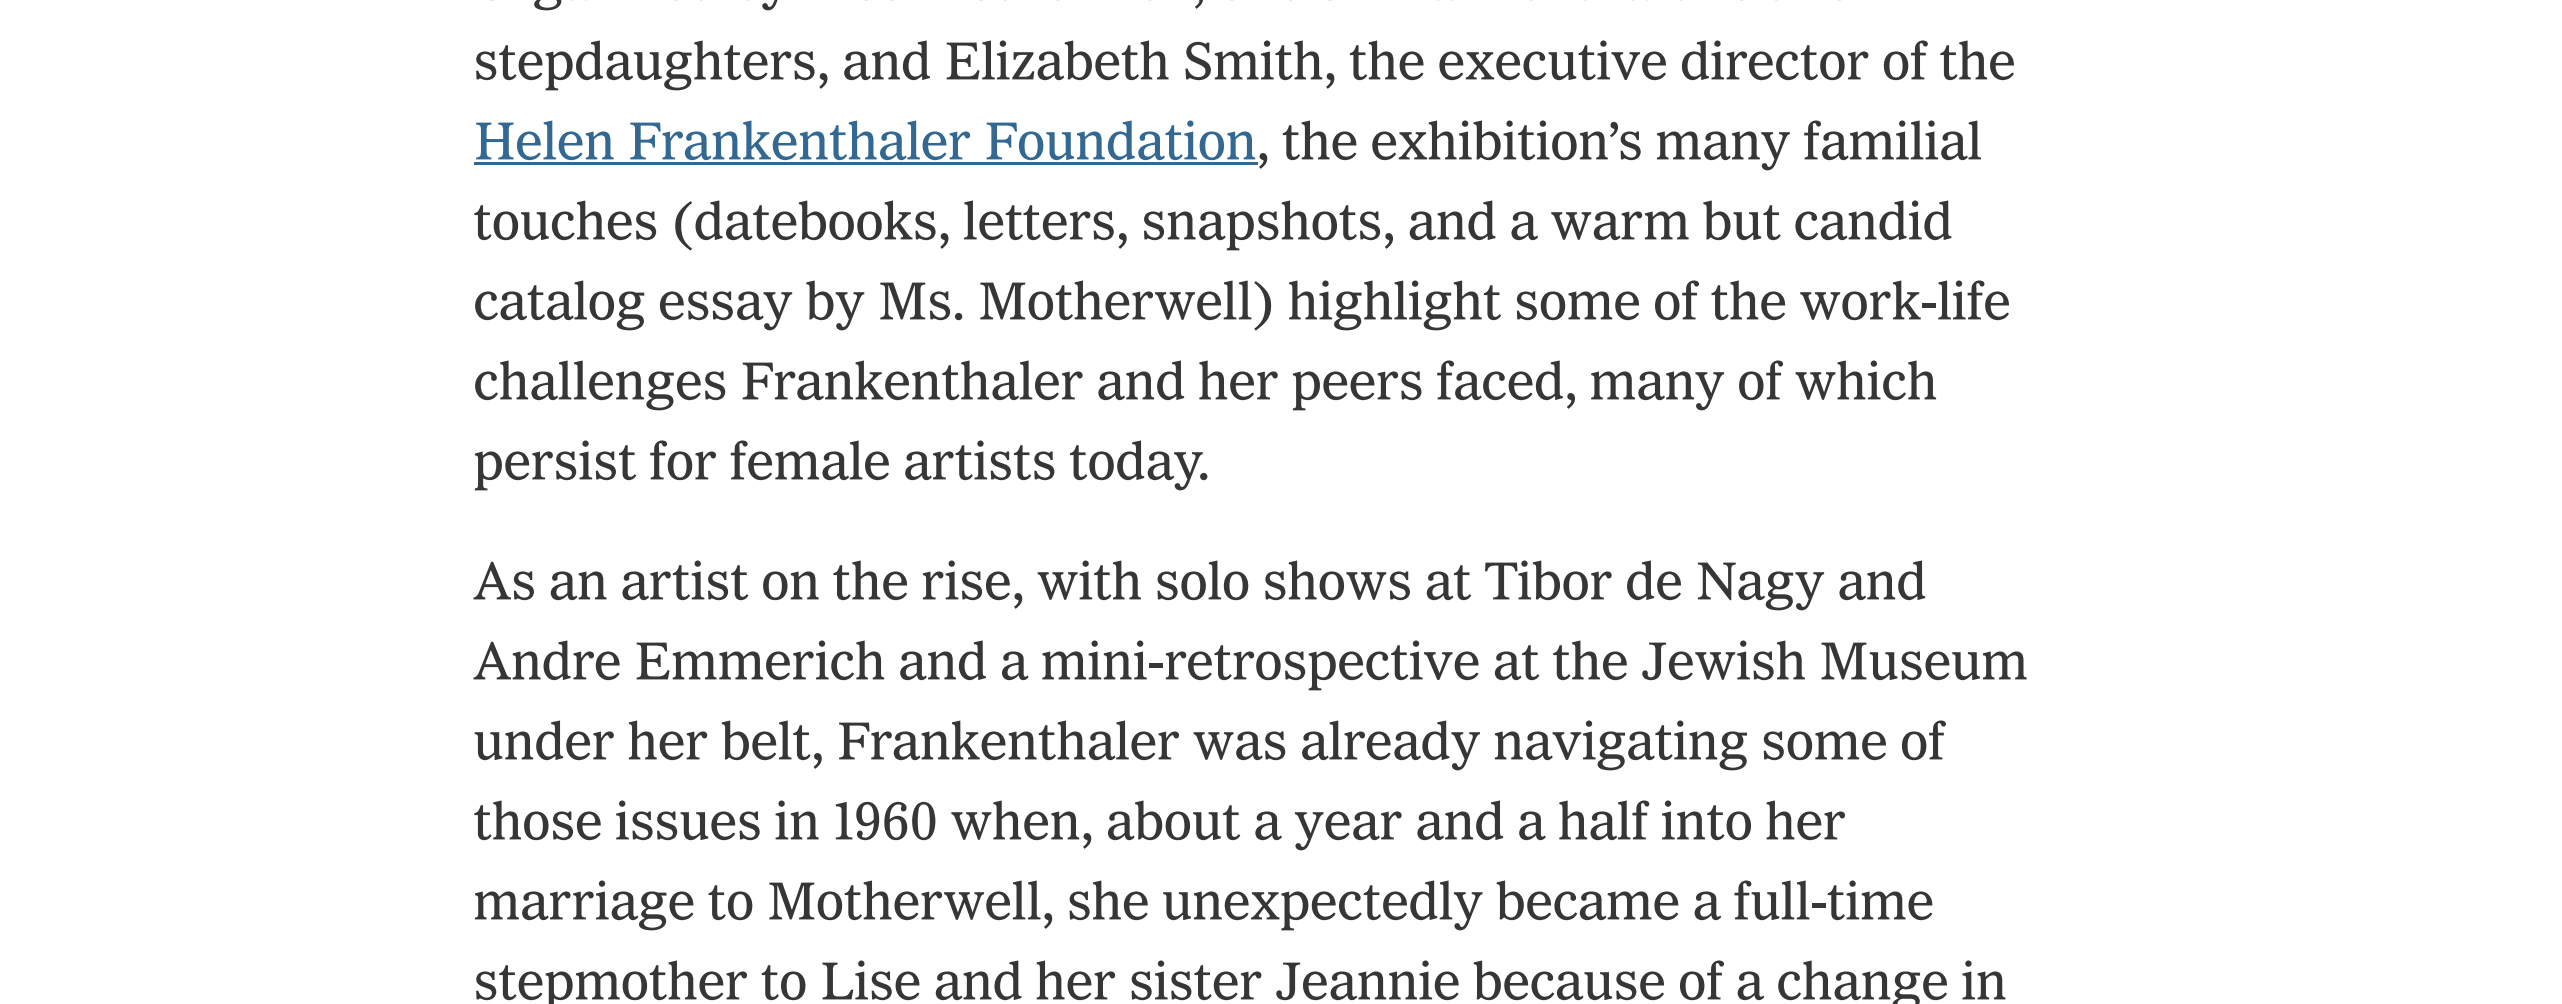 stepdaughters, and Elizabeth Smith, the executive director of the
Helen Frankenthaler Foundation, the exhibition’s many familial
touches (datebooks, letters, snapshots, and a warm but candid
catalog essay by Ms. Motherwell) highlight some of the work-life
challenges Frankenthaler and her peers faced, many of which
persist for female artists today.
As an artist on the rise, with solo shows at Tibor de Nagy and
Andre Emmerich and a mini-retrospective at the Jewish Museum
under her belt, Frankenthaler was already navigating some of
those issues in 1960 when, about a year and a half into her
marriage to Motherwell, she unexpectedly became a full-time
stepmother to Lise and her sister Jeannie because of a change in